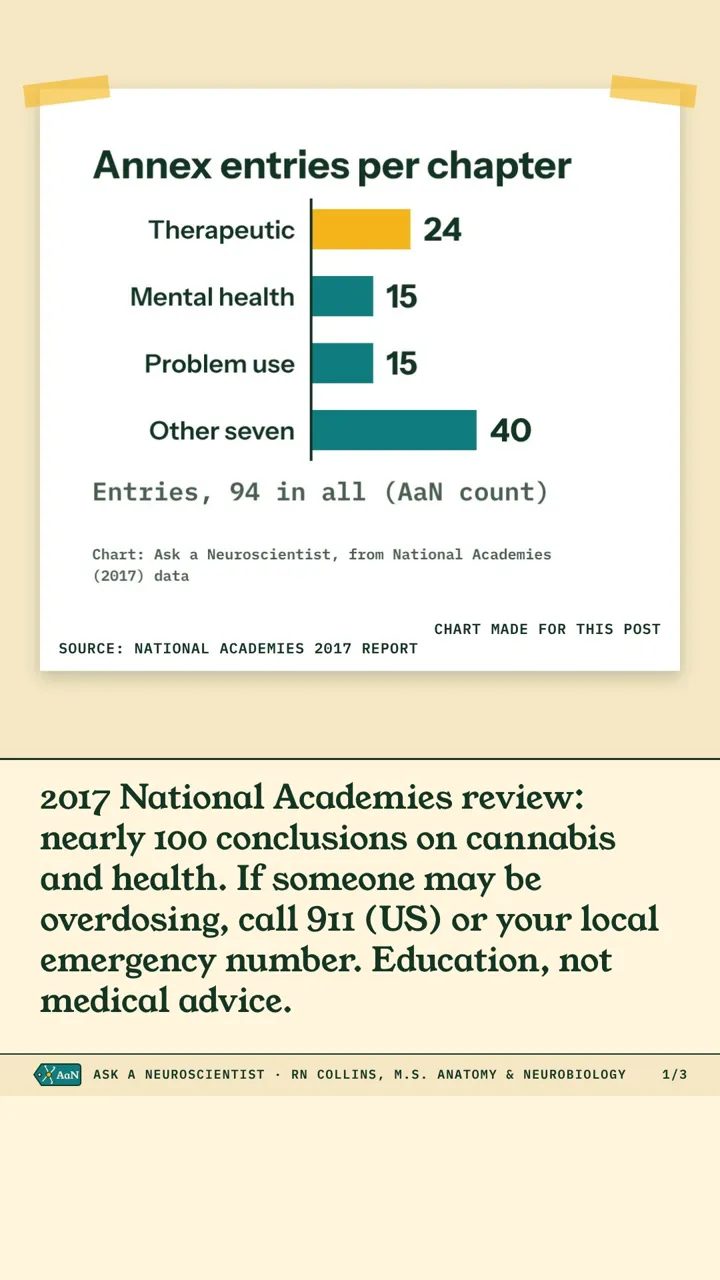 Annex entries per chapter
Therapeutic 24
Mental health 15
Problem use 15
Other seven 40
Entries, 94 in all (AaN count)
Chart: Ask a Neuroscientist, from National Academies
(2017) data
CHART MADE FOR THIS POST
SOURCE: NATIONAL ACADEMIES 2017 REPORT
2017 National Academies review:
nearly 100 conclusions on cannabis
and health. If someone may be
overdosing, call 911 (US) or your local
emergency number. Education, not
medical advice.
AaN ASK A NEUROSCIENTIST · RN COLLINS, M.S. ANATOMY & NEUROBIOLOGY 1/3